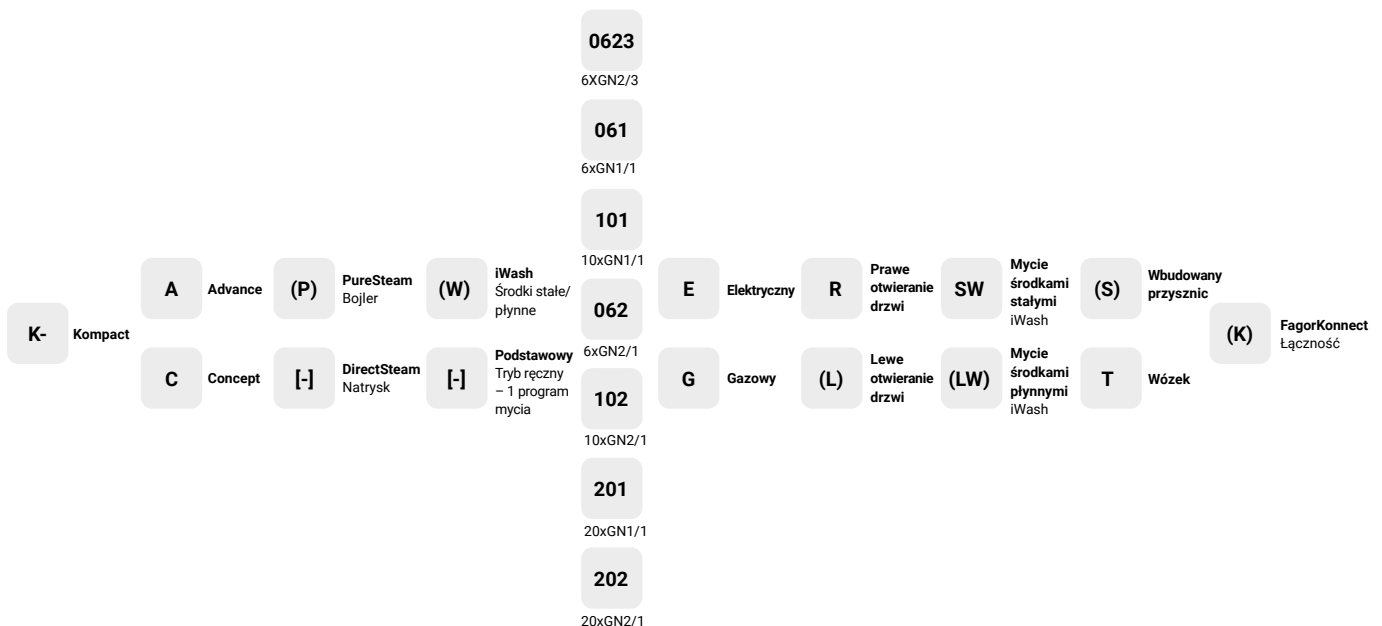 K-
Kompact
A
Advance
C
Concept
(P)
PureSteam
Bojler
[-]
DirectSteam
Natrysk
(W)
iWash
Środki stałe/
płynne
[-]
Podstawowy
Tryb ręczny
– 1 program
mycia
0623
6XGN2/3
061
6xGN1/1
101
10xGN1/1
062
6xGN2/1
102
10xGN2/1
201
20xGN1/1
202
20xGN2/1
E
Elektryczny
G
Gazowy
R
Prawe
otwieranie
drzwi
(L)
Lewe
otwieranie
drzwi
SW
Mycie
środkami
stałymi
iWash
(LW)
Mycie
środkami
płynnymi
iWash
(S)
Wbudowany
przysznic
T
Wózek
(K)
FagorKonnect
Łączność